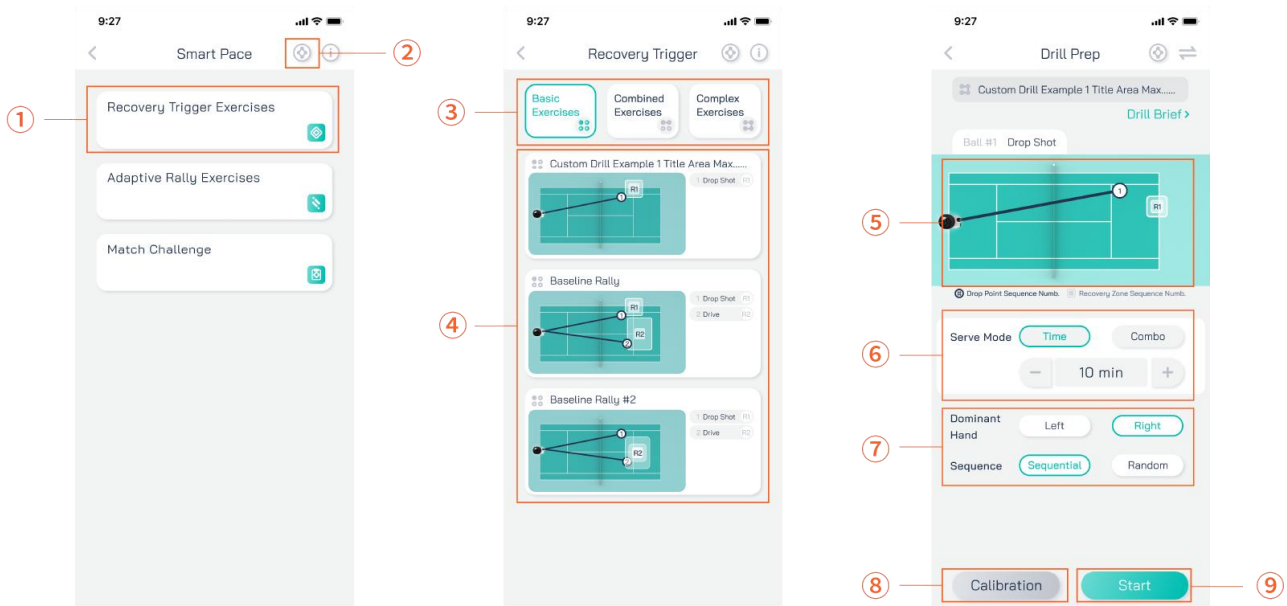 9:27
Smart Pace
②
①
Recovery Trigger Exercises
Adaptive Rally Exercises
Match Challenge
9:27
Recovery Trigger
③
Basic
Exercises
Combined
Exercises
Complex
Exercises
④
Custom Drill Example 1 Title Area Max......
1 Drop Shot R1
R1
1
Baseline Rally
1 Drop Shot R1
2 Drive R2
R1
1
R2
2
Baseline Rally #2
1 Drop Shot R1
2 Drive R2
1
R2
2
9:27
Drill Prep
Custom Drill Example 1 Title Area Max......
Drill Brief >
Ball #1 Drop Shot
⑤
1
R1
Drop Point Sequence Numb. Recovery Zone Sequence Numb.
⑥
Serve Mode Time Combo
− 10 min +
⑦
Dominant
Hand
Left Right
Sequence Sequential Random
⑧ Calibration Start ⑨